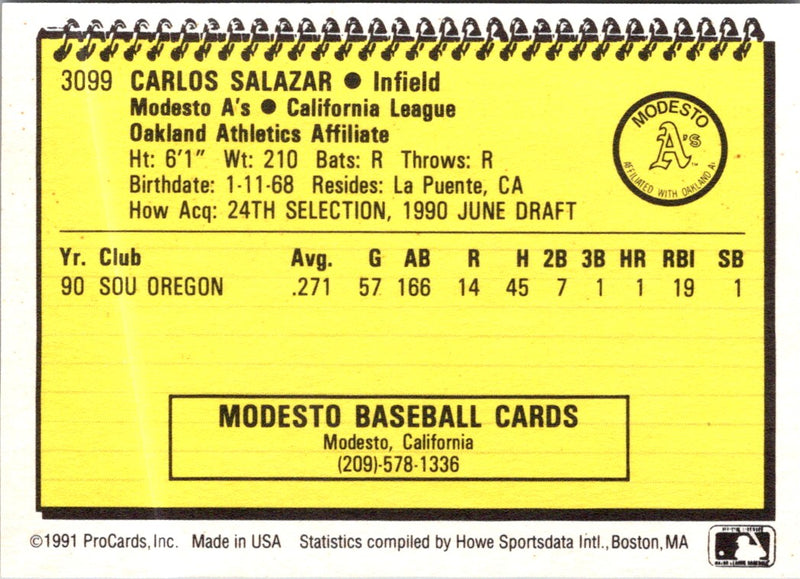 3099 CARLOS SALAZAR ● Infield
Modesto A's ● California League
Oakland Athletics Affiliate
Ht: 6'1" Wt: 210 Bats: R Throws: R
Birthdate: 1-11-68 Resides: La Puente, CA
How Acq: 24TH SELECTION, 1990 JUNE DRAFT
MODESTO
A's
TM
AFFILIATED WITH OAKLAND A's
Yr. Club Avg. G AB R H 2B 3B HR RBI SB
90 SOU OREGON .271 57 166 14 45 7 1 1 19 1
MODESTO BASEBALL CARDS
Modesto, California
(209)-578-1336
©1991 ProCards, Inc. Made in USA Statistics compiled by Howe Sportsdata Intl., Boston, MA